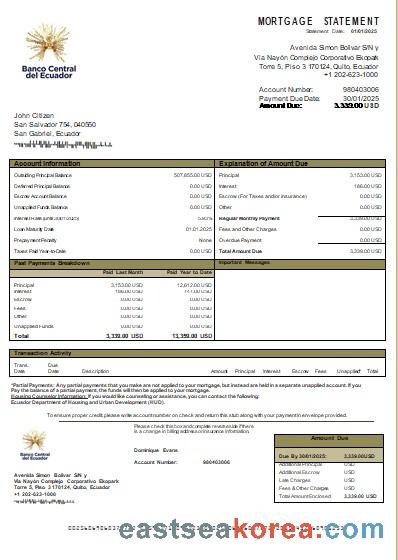 MORTGAGE STATEMENT
Statement Date: 01/01/2025
Banco Central
del Ecuador
Avenida Simon Bolívar S/N y
Vía Nayón Complejo Corporativo Ekopark
Torre 5, Piso 3 170124, Quito, Ecuador
+1 202-623-1000
Account Number: 980403006
Payment Due Date: 30/01/2025
Amount Due: 3,339.00 USD
John Citizen
San Salvador 754, 040550
San Gabriel, Ecuador
Account Information
Outstanding Principal Balance 507,855.00 USD
Deferred Principal Balance 0.00 USD
Escrow Account Balance 0.00 USD
Unapplied Funds Balance 0.00 USD
Loan Maturity Date 01.01.2025
Prepayment Penalty None
Taxes Paid Year-to-Date 0.00 USD
Explanation of Amount Due
Principal 3,153.00 USD
Interest 186.00 USD
Escrow (For Taxes and/or insurance) 0.00 USD
Other 0.00 USD
Regular Monthly Payment 3,339.00 USD
Fees and Other Charges 0.00 USD
Overdue Payment 0.00 USD
Total Amount Due 3,339.00 USD
Past Payments Breakdown
Paid Last Month Paid Year to Date
Principal 3,153.00 USD 12,612.00 USD
Interest 186.00 USD 747.00 USD
Escrow 0.00 USD 0.00 USD
Fees 0.00 USD 0.00 USD
Other 0.00 USD 0.00 USD
Unapplied Funds 0.00 USD 0.00 USD
Total 3,339.00 USD 13,359.00 USD
Important Messages
Transaction Activity
Trans. Date Due Date Description Amount Principal Interest Escrow Fees Unapplied* Total
*Partial Payments: Any partial payments that you make are not applied to your mortgage, but instead are held in a separate unapplied account. If you
Pay the balance of a partial payment, the funds will then be applied to your mortgage.
Housing Counselor Information: If you would like counseling or assistance, you can contact the following:
Ecuador Department of Housing and Urban Development (HUD).
To ensure proper credit please write account number on check and return this stub along with your payment in envelope provided.
Please check this box and complete reverse side if there
is a change in billing address or insurance information.
Banco Central
del Ecuador
Dominique Evans
Account Number: 980403006
Avenida Simon Bolívar S/N y
Vía Nayón Complejo Corporativo Ekopark
Torre 5, Piso 3 170124, Quito, Ecuador
+1 202-623-1000
Amount Due
Due By 30/01/2025: 3,339.00 USD
Additional Principal USD
Additional Escrow USD
Late Charges USD
Fees & Other Charges USD
Total Amount Enclosed 3,339.00 USD
eastseakorea.com